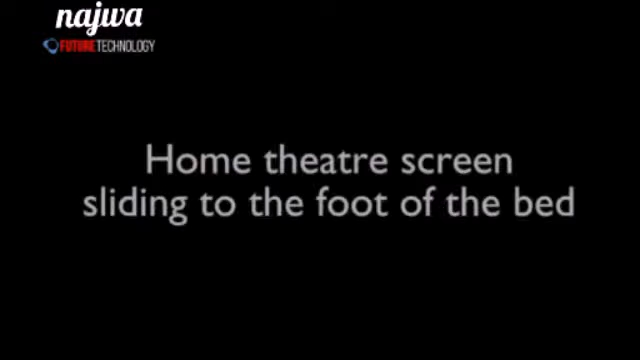 najwa
FUTURETECHNOLOGY
Home theatre screen
sliding to the foot of the bed